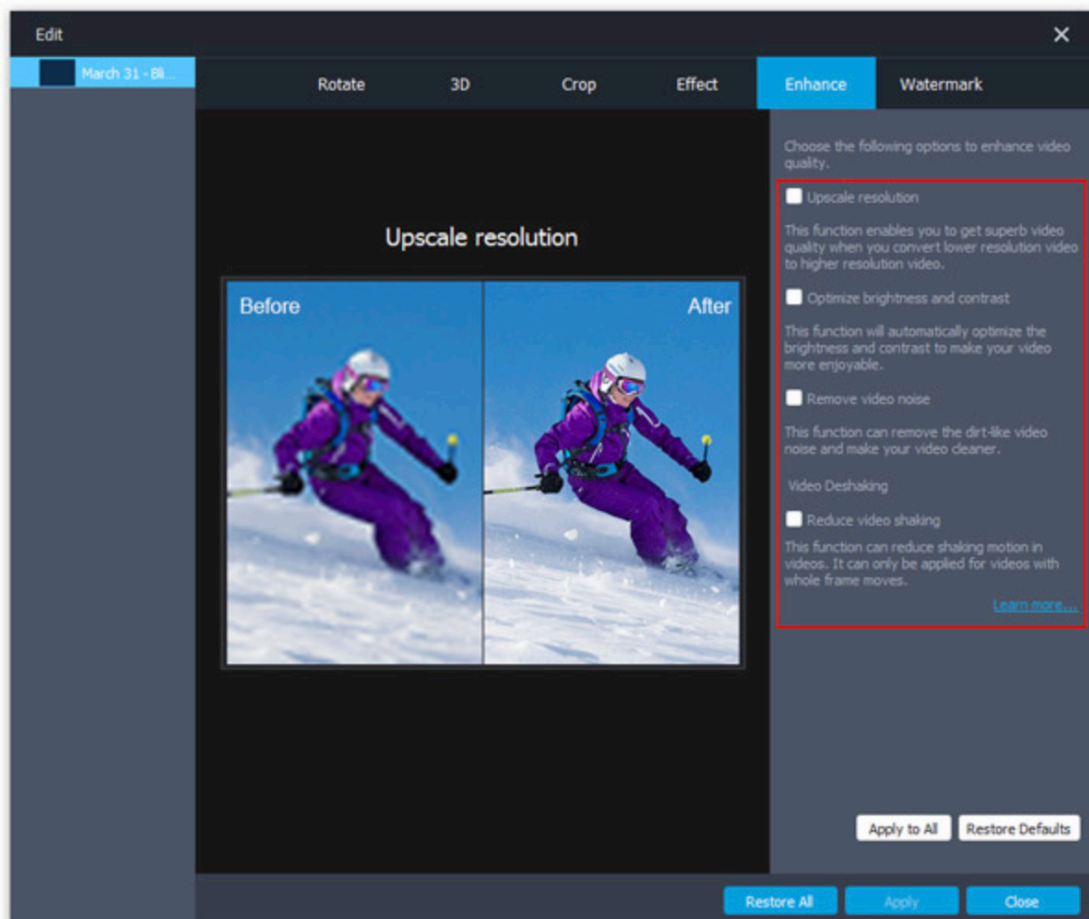 Edit
March 31 - Bli...
Rotate
3D
Crop
Effect
Enhance
Watermark
Upscale resolution
Before
After
Choose the following options to enhance video
quality.
Upscale resolution
This function enables you to get superb video
quality when you convert lower resolution video
to higher resolution video.
Optimize brightness and contrast
This function will automatically optimize the
brightness and contrast to make your video
more enjoyable.
Remove video noise
This function can remove the dirt-like video
noise and make your video cleaner.
Video Deshaking
Reduce video shaking
This function can reduce shaking motion in
videos. It can only be applied for videos with
whole frame moves.
Learn more...
Apply to All
Restore Defaults
Restore All
Apply
Close